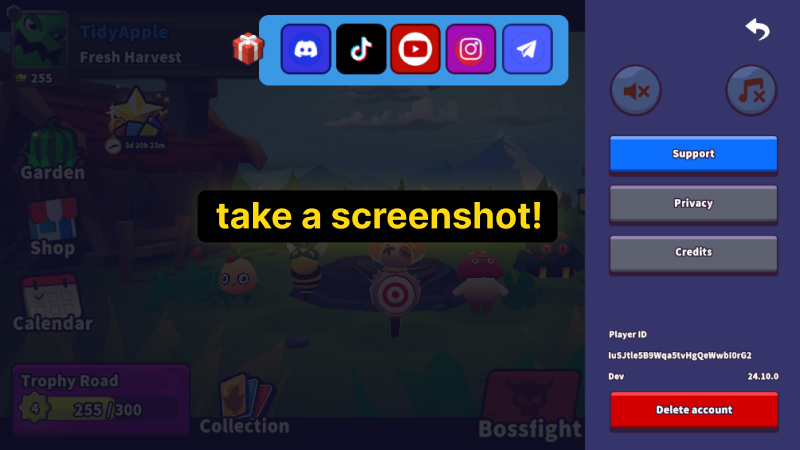 TidyApple
Fresh Harvest
255
3d 20h 23m
Garden
Shop
Calendar
Trophy Road
4
255/300
Collection
Bossfight
take a screenshot!
Support
Privacy
Credits
Player ID
IuSJtle5B9Wqa5tvHgQeWwbI0rG2
Dev 24.10.0
Delete account